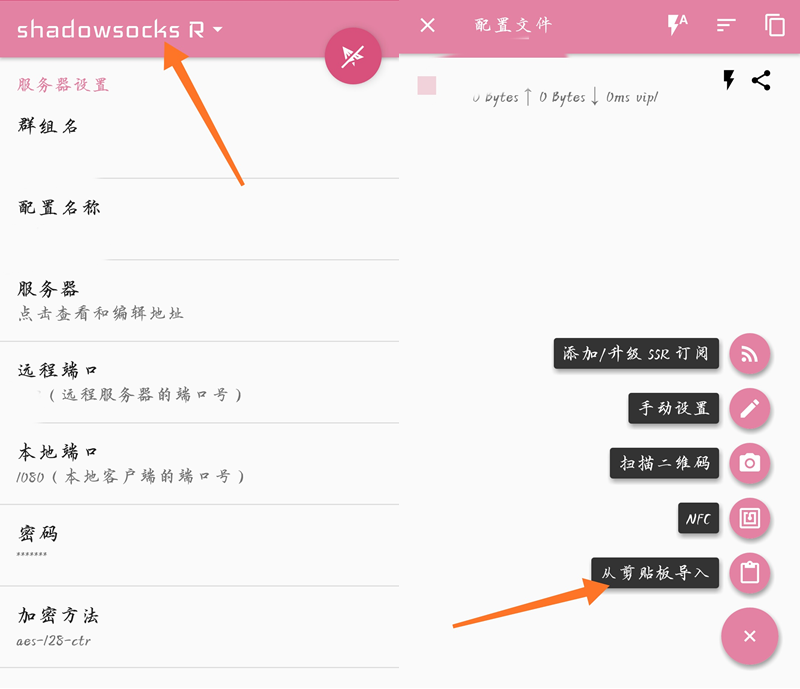 shadowsocks R
服务器设置
群组名
配置名称
服务器
点击查看和编辑地址
远程端口
（远程服务器的端口号）
本地端口
1080（本地客户端的端口号）
密码
*******
加密方法
aes-128-ctr
配置文件
0 Bytes ↑ 0 Bytes ↓ 0ms vip/
添加/升级 SSR 订阅
手动设置
扫描二维码
NFC
从剪贴板导入